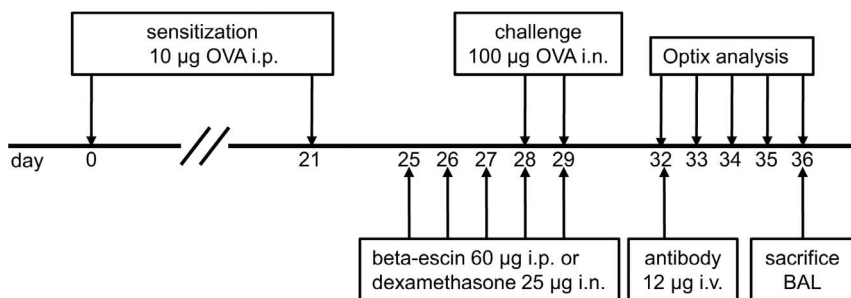 sensitization
10 µg OVA i.p.
challenge
100 µg OVA i.n.
Optix analysis
day 0 21 25 26 27 28 29 32 33 34 35 36
beta-escin 60 µg i.p. or
dexamethasone 25 µg i.n.
antibody
12 µg i.v.
sacrifice
BAL